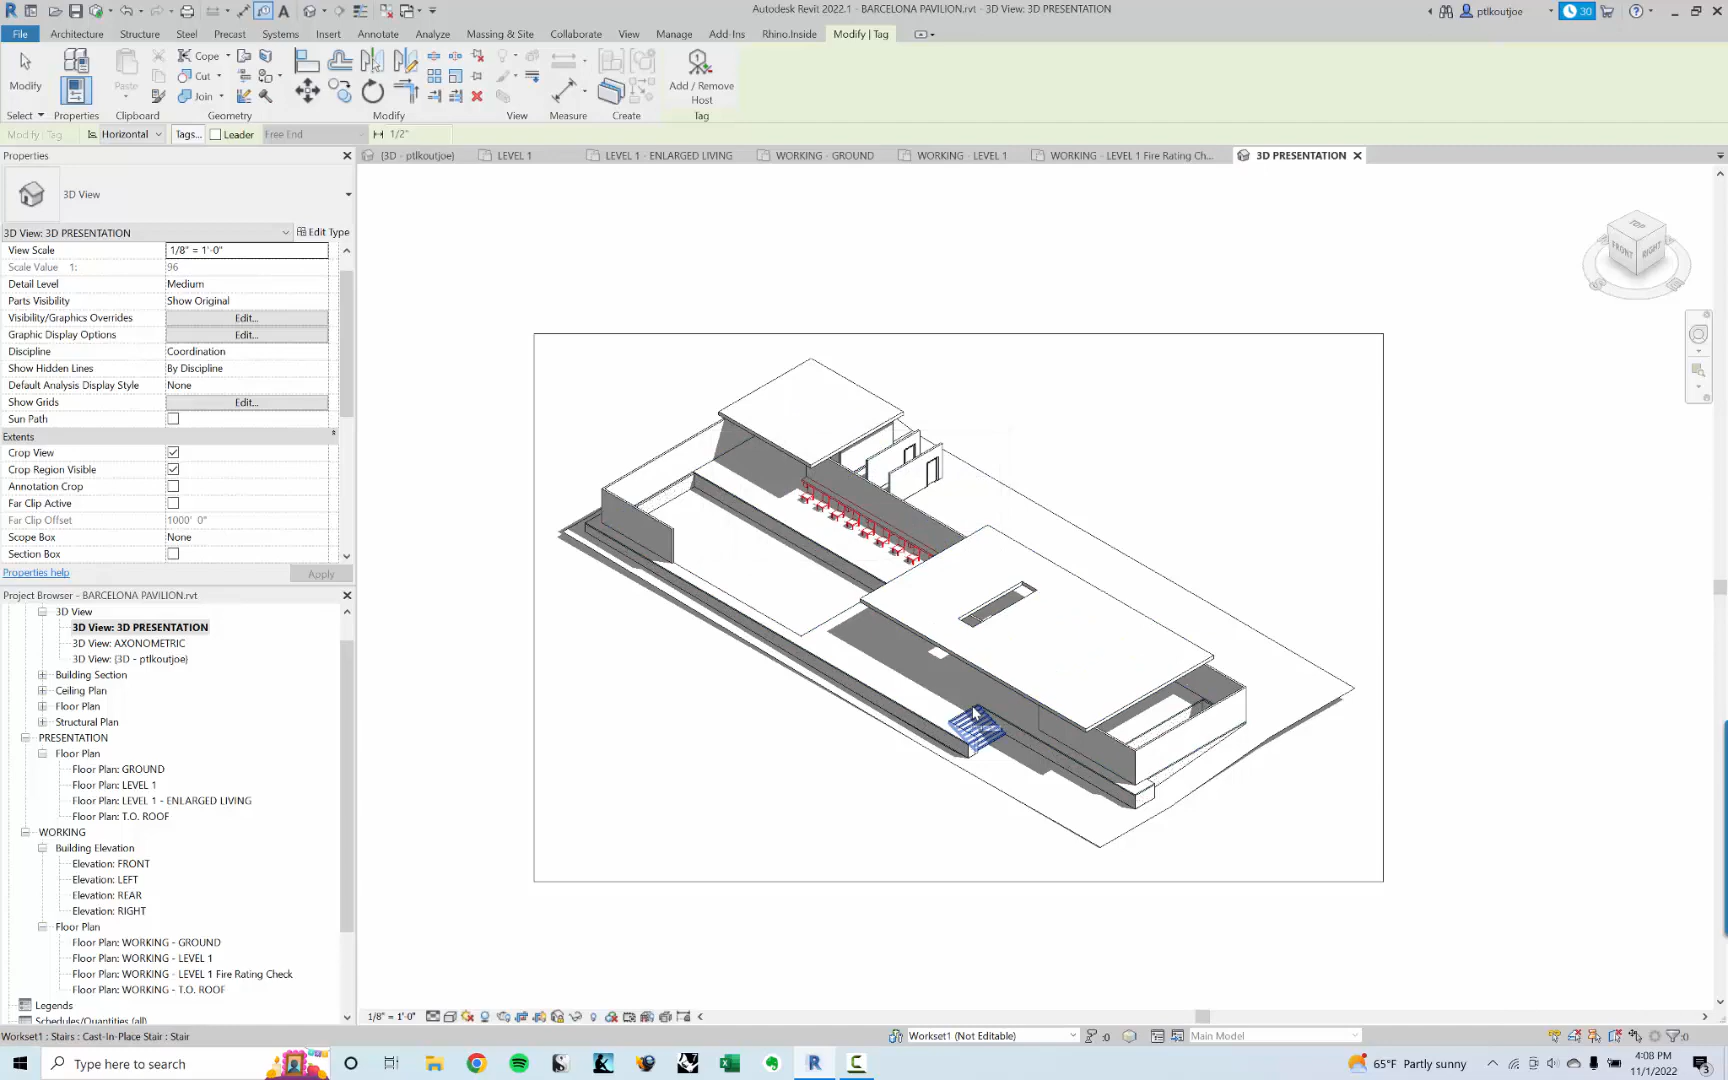 Autodesk Revit 2022.1 - BARCELONA PAVILION.rvt - 3D View: 3D PRESENTATION
ptlkoutjoe
30
File Architecture Structure Steel Precast Systems Insert Annotate Analyze Massing & Site Collaborate View Manage Add-Ins Rhino.Inside Modify | Tag
Modify
Paste
Cope
Cut
Join
Add / Remove
Host
Select Properties Clipboard Geometry Modify View Measure Create Tag
Modify | Tag Horizontal Tags... Leader Free End 1/2"
Properties
{3D - ptlkoutjoe} LEVEL 1 LEVEL 1 - ENLARGED LIVING WORKING - GROUND WORKING - LEVEL 1 WORKING - LEVEL 1 Fire Rating Ch... 3D PRESENTATION
3D View
3D View: 3D PRESENTATION Edit Type
View Scale 1/8" = 1'-0"
Scale Value 1: 96
Detail Level Medium
Parts Visibility Show Original
Visibility/Graphics Overrides Edit...
Graphic Display Options Edit...
Discipline Coordination
Show Hidden Lines By Discipline
Default Analysis Display Style None
Show Grids Edit...
Sun Path
Extents
Crop View
Crop Region Visible
Annotation Crop
Far Clip Active
Far Clip Offset 1000' 0"
Scope Box None
Section Box
Properties help Apply
TOP
FRONT
RIGHT
Project Browser - BARCELONA PAVILION.rvt
3D View
3D View: 3D PRESENTATION
3D View: AXONOMETRIC
3D View: {3D - ptlkoutjoe}
Building Section
Ceiling Plan
Floor Plan
Structural Plan
PRESENTATION
Floor Plan
Floor Plan: GROUND
Floor Plan: LEVEL 1
Floor Plan: LEVEL 1 - ENLARGED LIVING
Floor Plan: T.O. ROOF
WORKING
Building Elevation
Elevation: FRONT
Elevation: LEFT
Elevation: REAR
Elevation: RIGHT
Floor Plan
Floor Plan: WORKING - GROUND
Floor Plan: WORKING - LEVEL 1
Floor Plan: WORKING - LEVEL 1 Fire Rating Check
Floor Plan: WORKING - T.O. ROOF
Legends
Schedules/Quantities (all)
1/8" = 1'-0"
Workset1 : Stairs : Cast-In-Place Stair : Stair
Workset1 (Not Editable)
:0
Main Model
:0
Type here to search
65°F Partly sunny
4:08 PM
11/1/2022
3